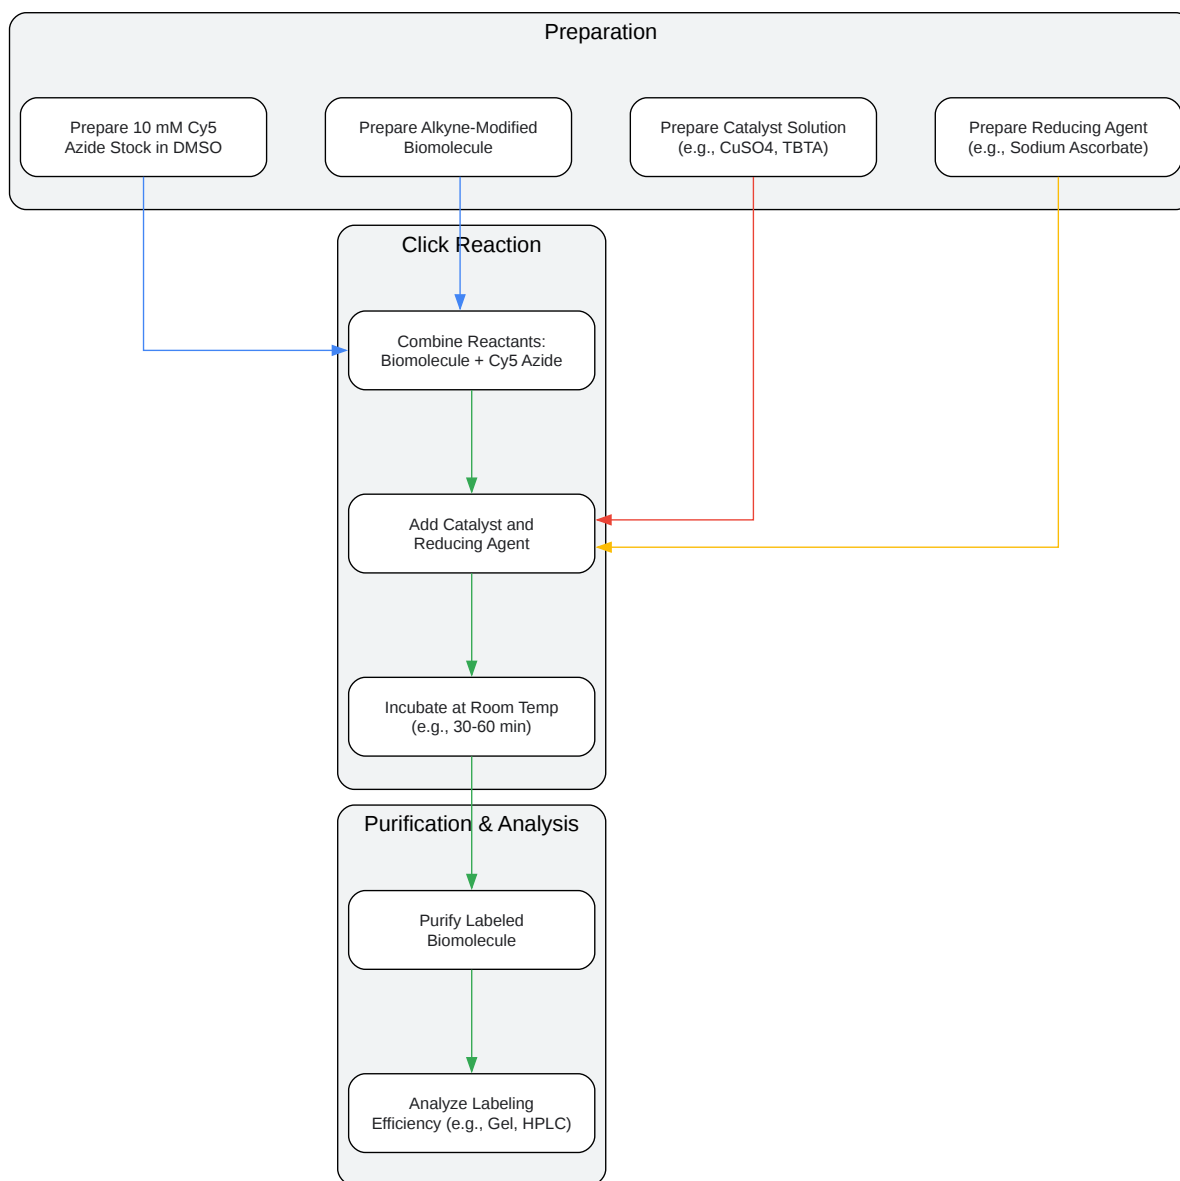 Preparation
Prepare 10 mM Cy5
Azide Stock in DMSO
Prepare Alkyne-Modified
Biomolecule
Prepare Catalyst Solution
(e.g., CuSO4, TBTA)
Prepare Reducing Agent
(e.g., Sodium Ascorbate)
Click Reaction
Combine Reactants:
Biomolecule + Cy5 Azide
Add Catalyst and
Reducing Agent
Incubate at Room Temp
(e.g., 30-60 min)
Purification & Analysis
Purify Labeled
Biomolecule
Analyze Labeling
Efficiency (e.g., Gel, HPLC)